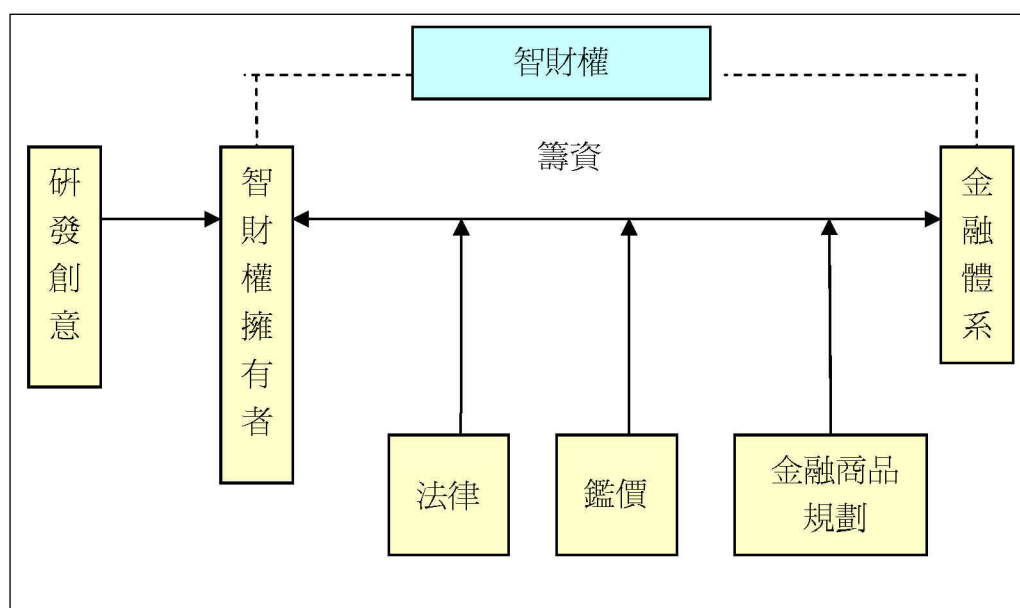 智財權
籌資
研發創意
智財權擁有者
金融體系
法律
鑑價
金融商品
規劃